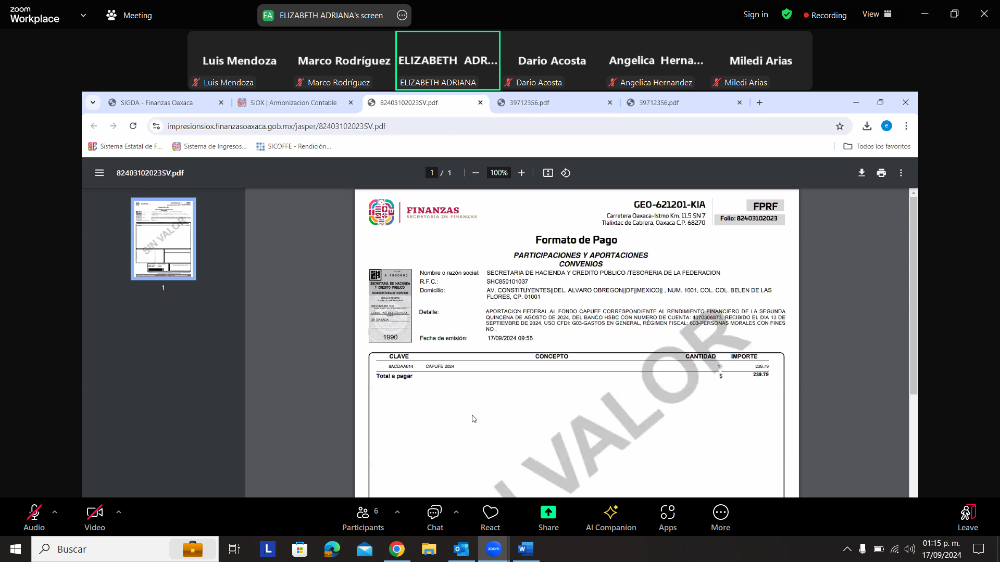 zoom
Workplace
Meeting
EA ELIZABETH ADRIANA's screen
Sign in
Recording
View
Luis Mendoza
Marco Rodríguez
ELIZABETH ADR...
Dario Acosta
Angelica Herna...
Miledi Arias
Luis Mendoza
Marco Rodríguez
ELIZABETH ADRIANA
Dario Acosta
Angelica Hernandez
Miledi Arias
SIGDA - Finanzas Oaxaca
SiOX | Armonizacion Contable
82403102023SV.pdf
39712356.pdf
39712356.pdf
impresionsiox.finanzasoaxaca.gob.mx/jasper/82403102023SV.pdf
e
Sistema Estatal de F...
Sistema de Ingresos...
SICOFFE - Rendición...
Todos los favoritos
82403102023SV.pdf
1 / 1
100%
SIN VALOR
1
FINANZAS
SECRETARÍA DE FINANZAS
GEO-621201-KIA
Carretera Oaxaca-Istmo Km. 11.5 SN 7
Tlalixtac de Cabrera, Oaxaca C.P. 68270
FPRF
Folio: 82403102023
Formato de Pago
PARTICIPACIONES Y APORTACIONES
CONVENIOS
SECRETARIA DE HACIENDA
Y CREDITO PUBLICO
SUBSECRETARIA DE INGRESOS
GEO 621201 KIA
GOBIERNO DEL ESTADO
DE OAXACA
1990
Nombre o razón social: SECRETARIA DE HACIENDA Y CREDITO PÚBLICO /TESORERIA DE LA FEDERACION
R.F.C.: SHC850101037
Domicilio: AV. CONSTITUYENTES||DEL. ALVARO OBREGON||DF||MEXICO|| , NUM. 1001, COL. COL. BELEN DE LAS
FLORES, CP. 01001
Detalle: APORTACION FEDERAL AL FONDO CAPUFE CORRESPONDIENTE AL RENDIMIENTO FINANCIERO DE LA SEGUNDA
QUINCENA DE AGOSTO DE 2024, DEL BANCO HSBC CON NUMERO DE CUENTA: 4070306873, RECIBIDO EL DIA 13 DE
SEPTIEMBRE DE 2024, USO CFDI: G03-GASTOS EN GENERAL, RÉGIMEN FISCAL: 603-PERSONAS MORALES CON FINES
NO ,
Fecha de emisión: 17/09/2024 09:58
CLAVE CONCEPTO CANTIDAD IMPORTE
8ACDAA014 CAPUFE 2024 1 239.79
Total a pagar $ 239.79
VALOR
Audio
Video
6
Participants
Chat
React
Share
AI Companion
Apps
More
Leave
Buscar
L
zoom
01:15 p. m.
17/09/2024